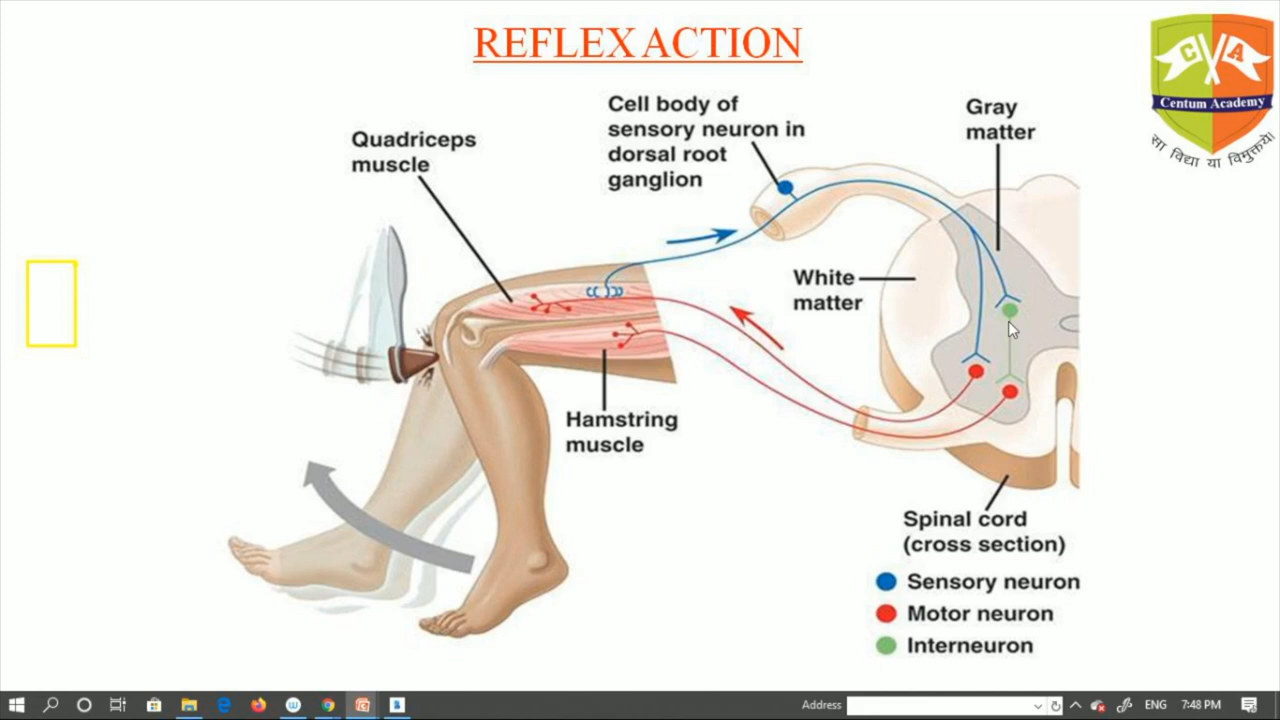 REFLEX ACTION
C A
Centum Academy
सा विद्या या विमुक्तये।
Cell body of
sensory neuron in
dorsal root
ganglion
Gray
matter
Quadriceps
muscle
White
matter
Hamstring
muscle
Spinal cord
(cross section)
Sensory neuron
Motor neuron
Interneuron
Address
ENG
7:48 PM